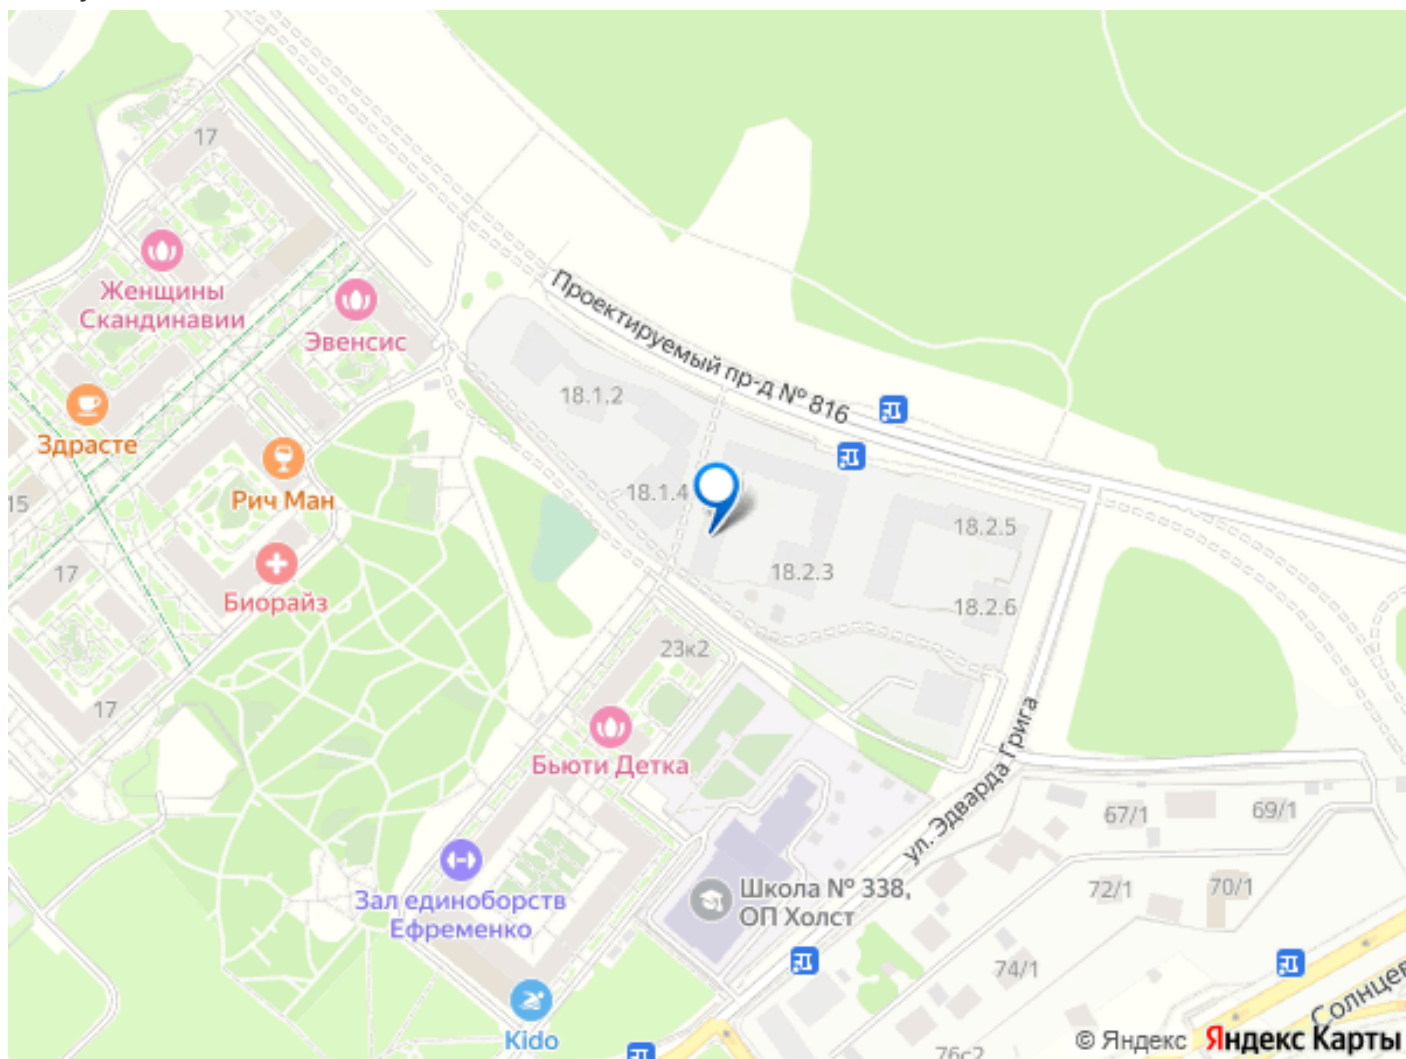 17
Женщины
Скандинавии
Эвенсис
Проектируемый пр-д № 816
18.1.2
Здрасте
Рич Ман
18.1.4
15
18.2.5
17
18.2.3
Биорайз
18.2.6
23к2
17
Бьюти Детка
ул. Эдварда Грига
67/1
69/1
Школа № 338,
ОП Холст
72/1
70/1
Зал единоборств
Ефременко
74/1
Kido
76с2
© Яндекс Яндекс Карты